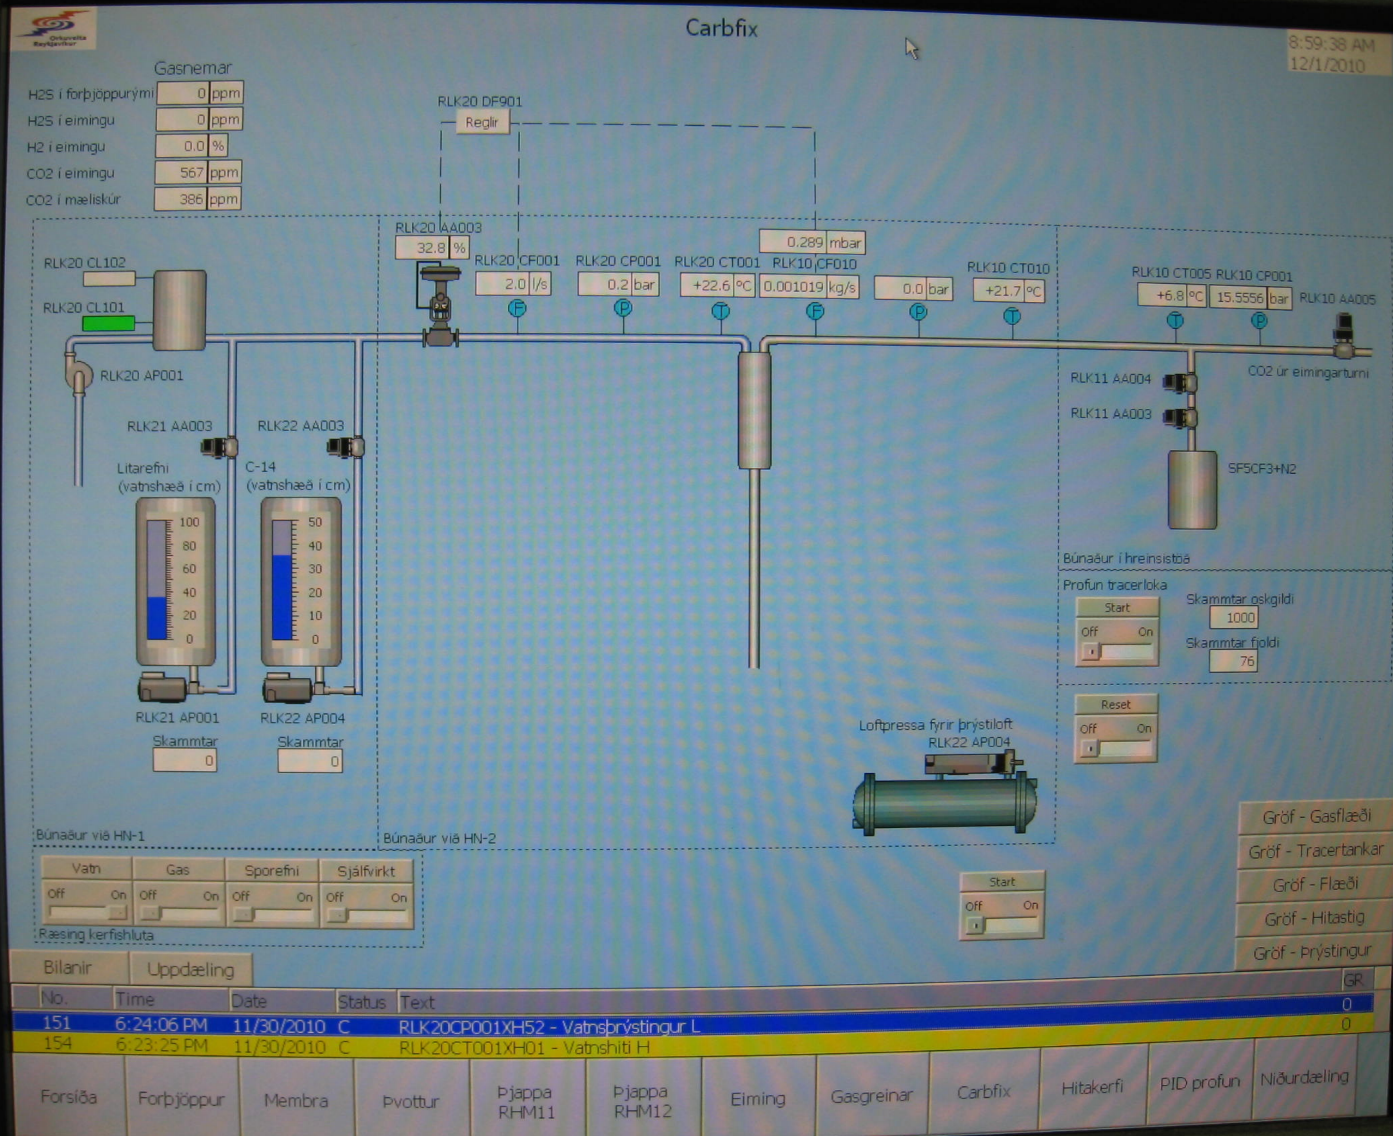 Orkuveita
Reykjavíkur
Carbfix
8:59:38 AM
12/1/2010
Gasnemar
H2S í forþjöppurými 0 ppm
H2S í eimingu 0 ppm
H2 í eimingu 0.0 %
CO2 í eimingu 567 ppm
CO2 í mæliskúr 386 ppm
RLK20 DF901
Reglir
RLK20 AA003
32.8 %
RLK20 CF001
2.0 l/s
RLK20 CP001
0.2 bar
RLK20 CT001
+22.6 ºC
0.289 mbar
RLK10 CF010
0.001019 kg/s
0.0 bar
RLK10 CT010
+21.7 ºC
RLK10 CT005
+6.8 ºC
RLK10 CP001
15.5556 bar
RLK10 AA005
F
P
T
F
P
T
T
P
RLK20 CL102
RLK20 CL101
RLK20 AP001
CO2 úr eimingarturni
RLK11 AA004
RLK11 AA003
SF5CF3+N2
Búnaður í hreinsistoð
RLK21 AA003
RLK22 AA003
Litarefni
(vatnshæð í cm)
100
80
60
40
20
0
C-14
(vatnshæð í cm)
50
40
30
20
10
0
RLK21 AP001
Skammtar
0
RLK22 AP004
Skammtar
0
Búnaður við HN-1
Búnaður við HN-2
Profun tracerloka
Start
Off On
Skammtar oskgildi
1000
Skammtar fjoldi
76
Reset
Off On
Loftpressa fyrir þrýstiloft
RLK22 AP004
Start
Off On
Vatn
Off On
Gas
Off On
Sporefni
Off On
Sjálfvirkt
Off On
Ræsing kerfishluta
Gröf - Gasflæði
Gröf - Tracertankar
Gröf - Flæði
Gröf - Hitastig
Gröf - Þrýstingur
Bilanir
Uppdæling
No. Time Date Status Text GR
151 6:24:06 PM 11/30/2010 C RLK20CP001XH52 - Vatnsþrýstingur L 0
154 6:23:25 PM 11/30/2010 C RLK20CT001XH01 - Vatnshiti H 0
Forsíða
Forþjöppur
Membra
Þvottur
Þjappa
RHM11
Þjappa
RHM12
Eiming
Gasgreinar
Carbfix
Hitakerfi
PID profun
Niðurdæling